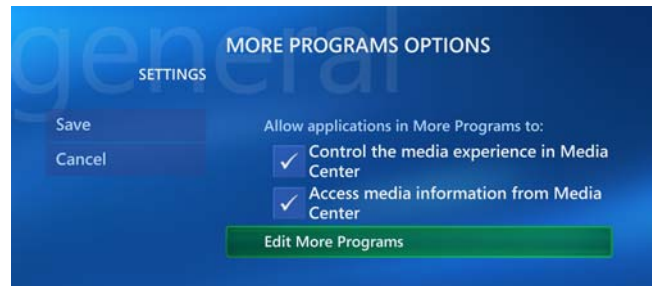 general
MORE PROGRAMS OPTIONS
SETTINGS
Save
Cancel
Allow applications in More Programs to:
Control the media experience in Media
Center
Access media information from Media
Center
Edit More Programs